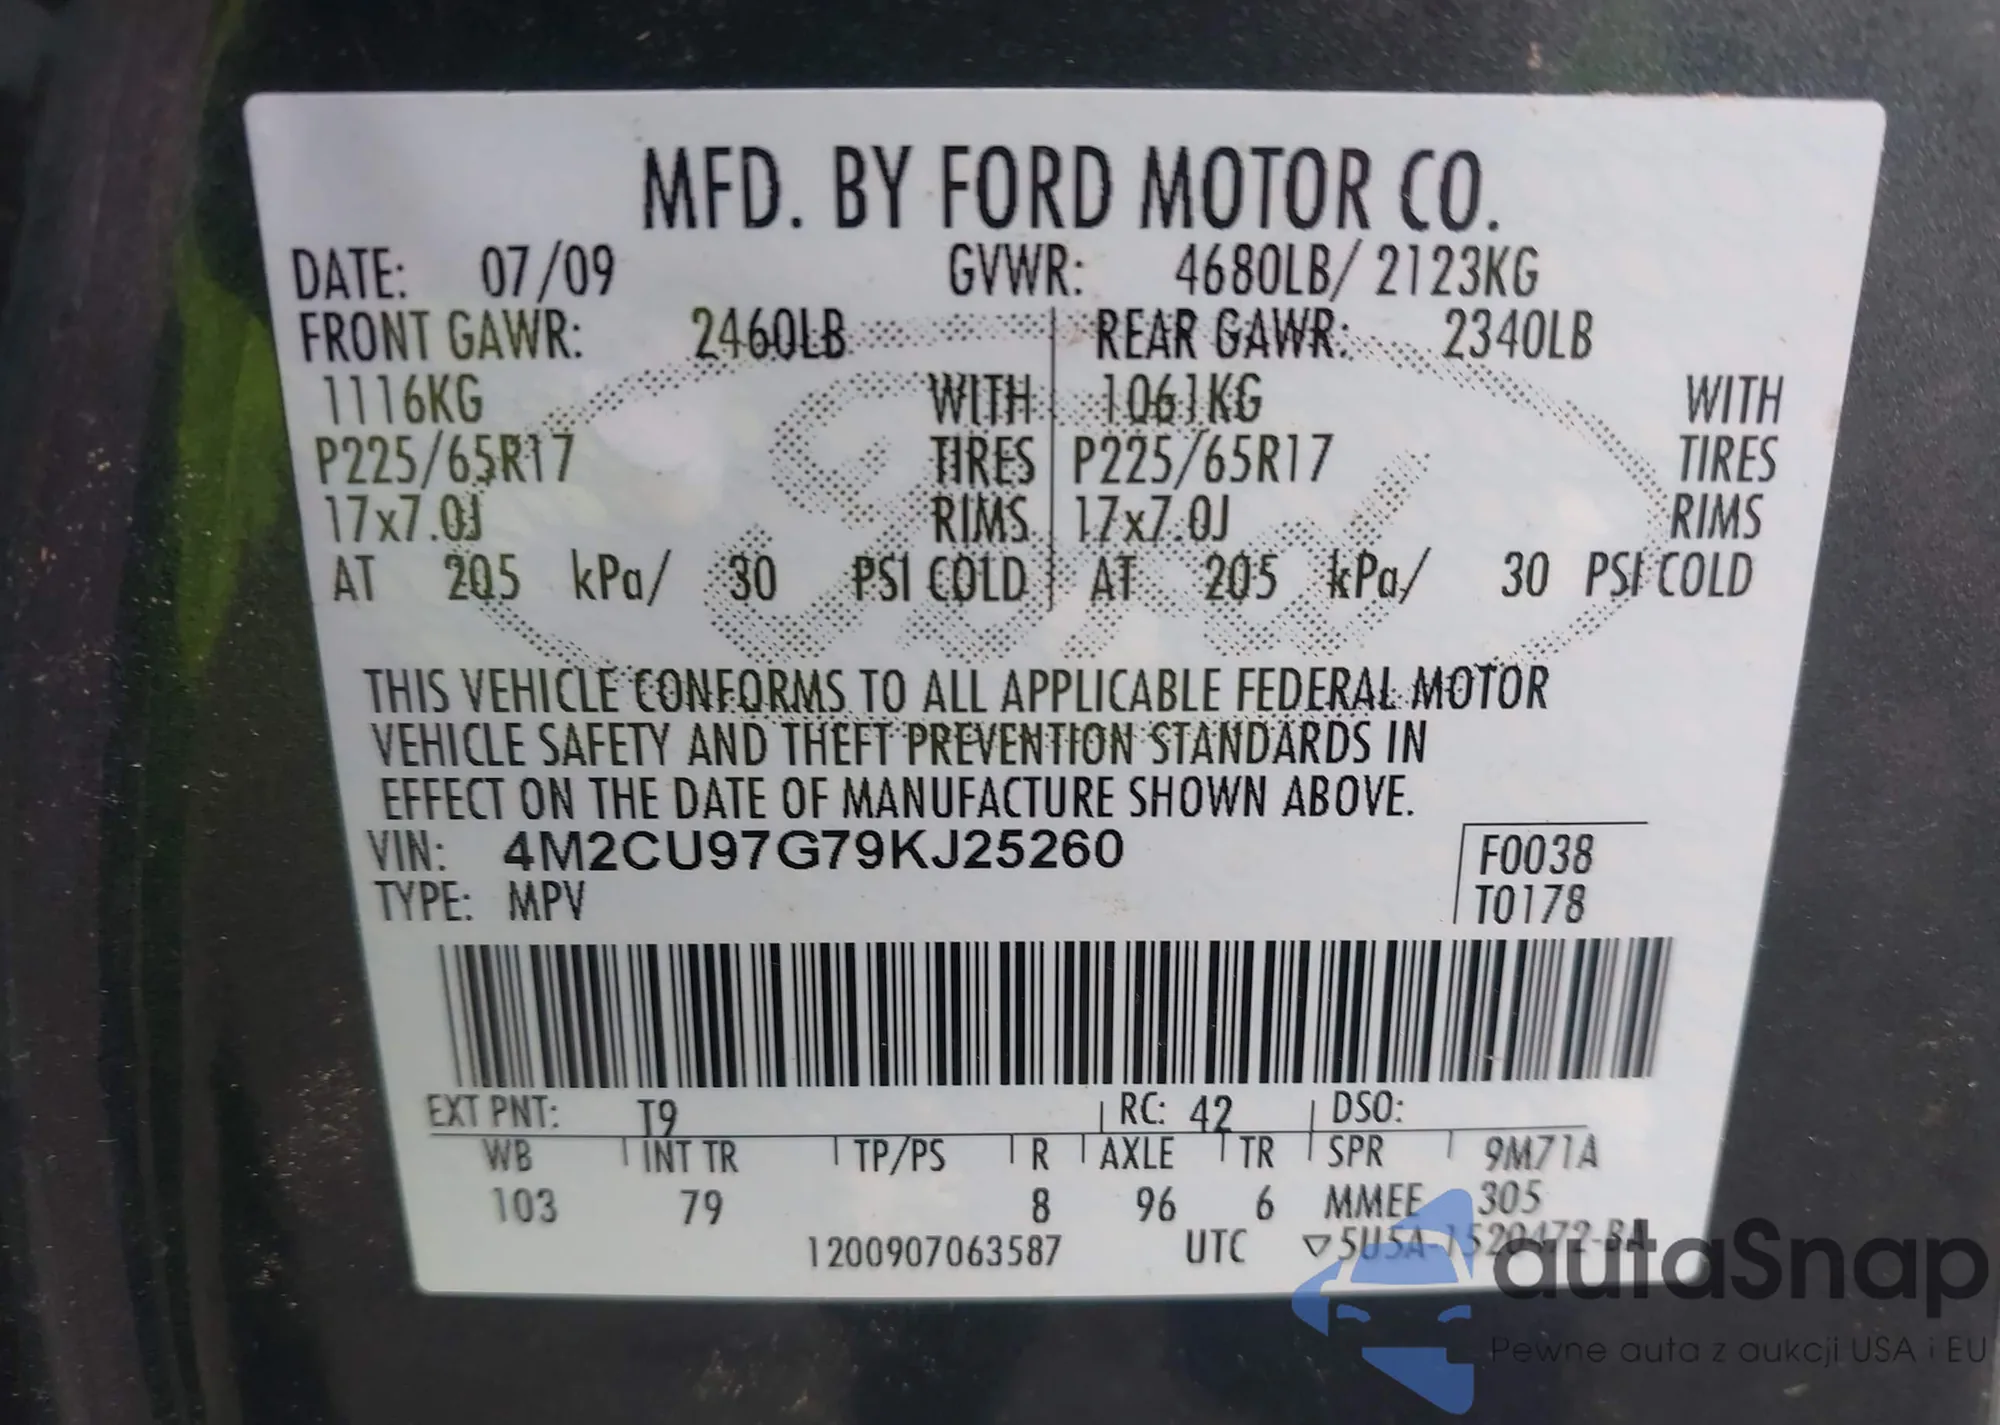 MFD. BY FORD MOTOR CO.
DATE: 07/09 GVWR: 4680LB/ 2123KG
FRONT GAWR: 2460LB REAR GAWR: 2340LB
1116KG WITH 1061KG WITH
P225/65R17 TIRES P225/65R17 TIRES
17x7.0J RIMS 17x7.0J RIMS
AT 205 kPa/ 30 PSI COLD AT 205 kPa/ 30 PSI COLD
THIS VEHICLE CONFORMS TO ALL APPLICABLE FEDERAL MOTOR
VEHICLE SAFETY AND THEFT PREVENTION STANDARDS IN
EFFECT ON THE DATE OF MANUFACTURE SHOWN ABOVE.
VIN: 4M2CU97G79KJ25260 F0038
TYPE: MPV T0178
EXT PNT: T9 RC: 42 DSO:
WB INT TR TP/PS R AXLE TR SPR 9M71A
103 79 8 96 6 MMEE 305
1200907063587 UTC ▽5U5A-1520472-BA
autaSnap
Pewne auta z aukcji USA i EU